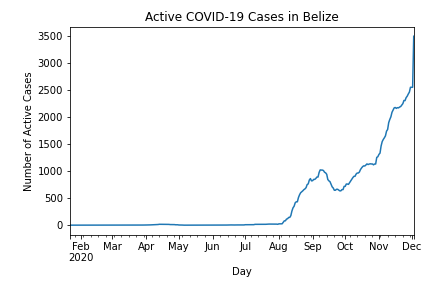 Active COVID-19 Cases in Belize
3500
3000
2500
2000
1500
1000
500
0
Number of Active Cases
Feb Mar Apr May Jun Jul Aug Sep Oct Nov Dec
2020
Day